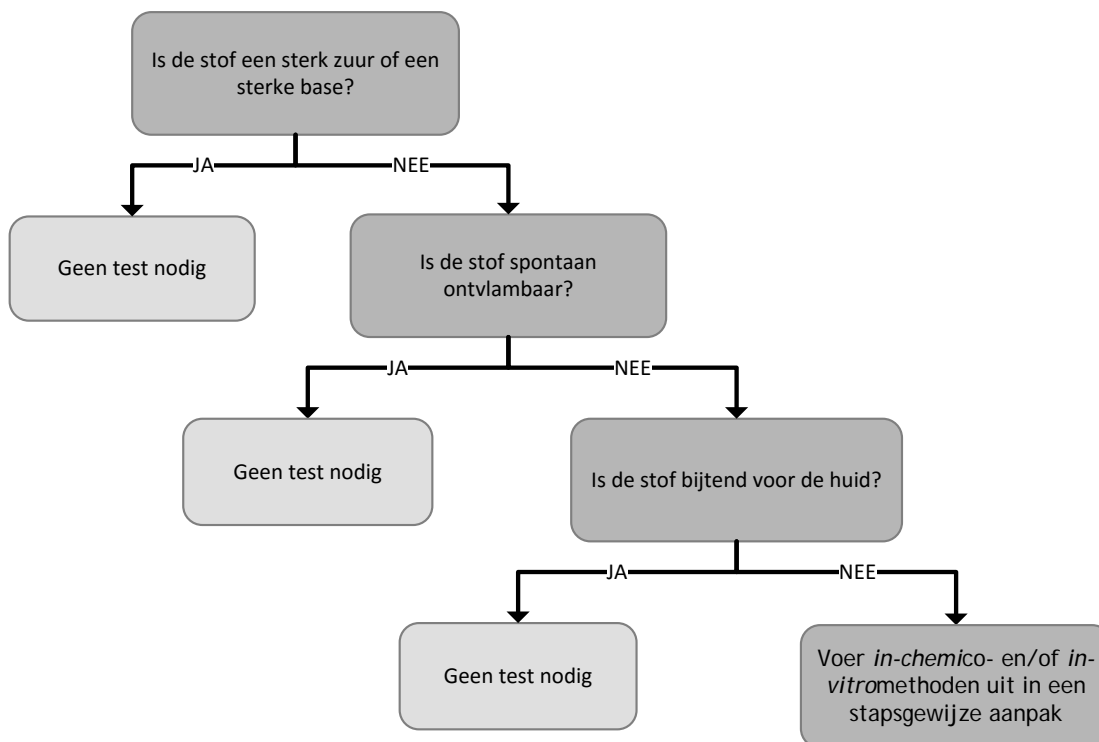 Is de stof een sterk zuur of een
sterke base?
JA
NEE
Geen test nodig
Is de stof spontaan
ontvlambaar?
JA
NEE
Geen test nodig
Is de stof bijtend voor de huid?
JA
NEE
Geen test nodig
Voer in-chemico- en/of in-
vitromethoden uit in een
stapsgewijze aanpak